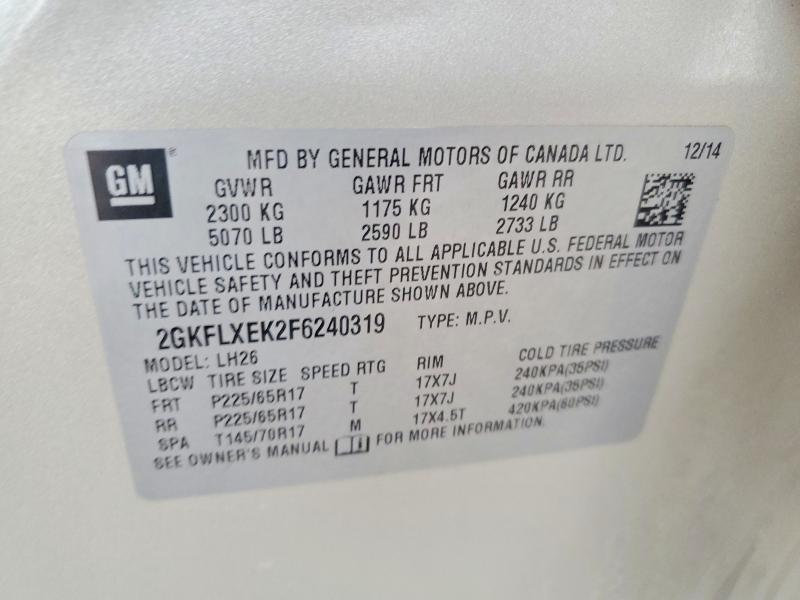 GM ® MFD BY GENERAL MOTORS OF CANADA LTD. 12/14
GVWR GAWR FRT GAWR RR
2300 KG 1175 KG 1240 KG
5070 LB 2590 LB 2733 LB
THIS VEHICLE CONFORMS TO ALL APPLICABLE U.S. FEDERAL MOTOR
VEHICLE SAFETY AND THEFT PREVENTION STANDARDS IN EFFECT ON
THE DATE OF MANUFACTURE SHOWN ABOVE.
2GKFLXEK2F6240319 TYPE: M.P.V.
MODEL: LH26
LBCW TIRE SIZE SPEED RTG RIM COLD TIRE PRESSURE
FRT P225/65R17 T 17X7J 240KPA(35PSI)
RR P225/65R17 T 17X7J 240KPA(35PSI)
SPA T145/70R17 M 17X4.5T 420KPA(60PSI)
SEE OWNER'S MANUAL FOR MORE INFORMATION.